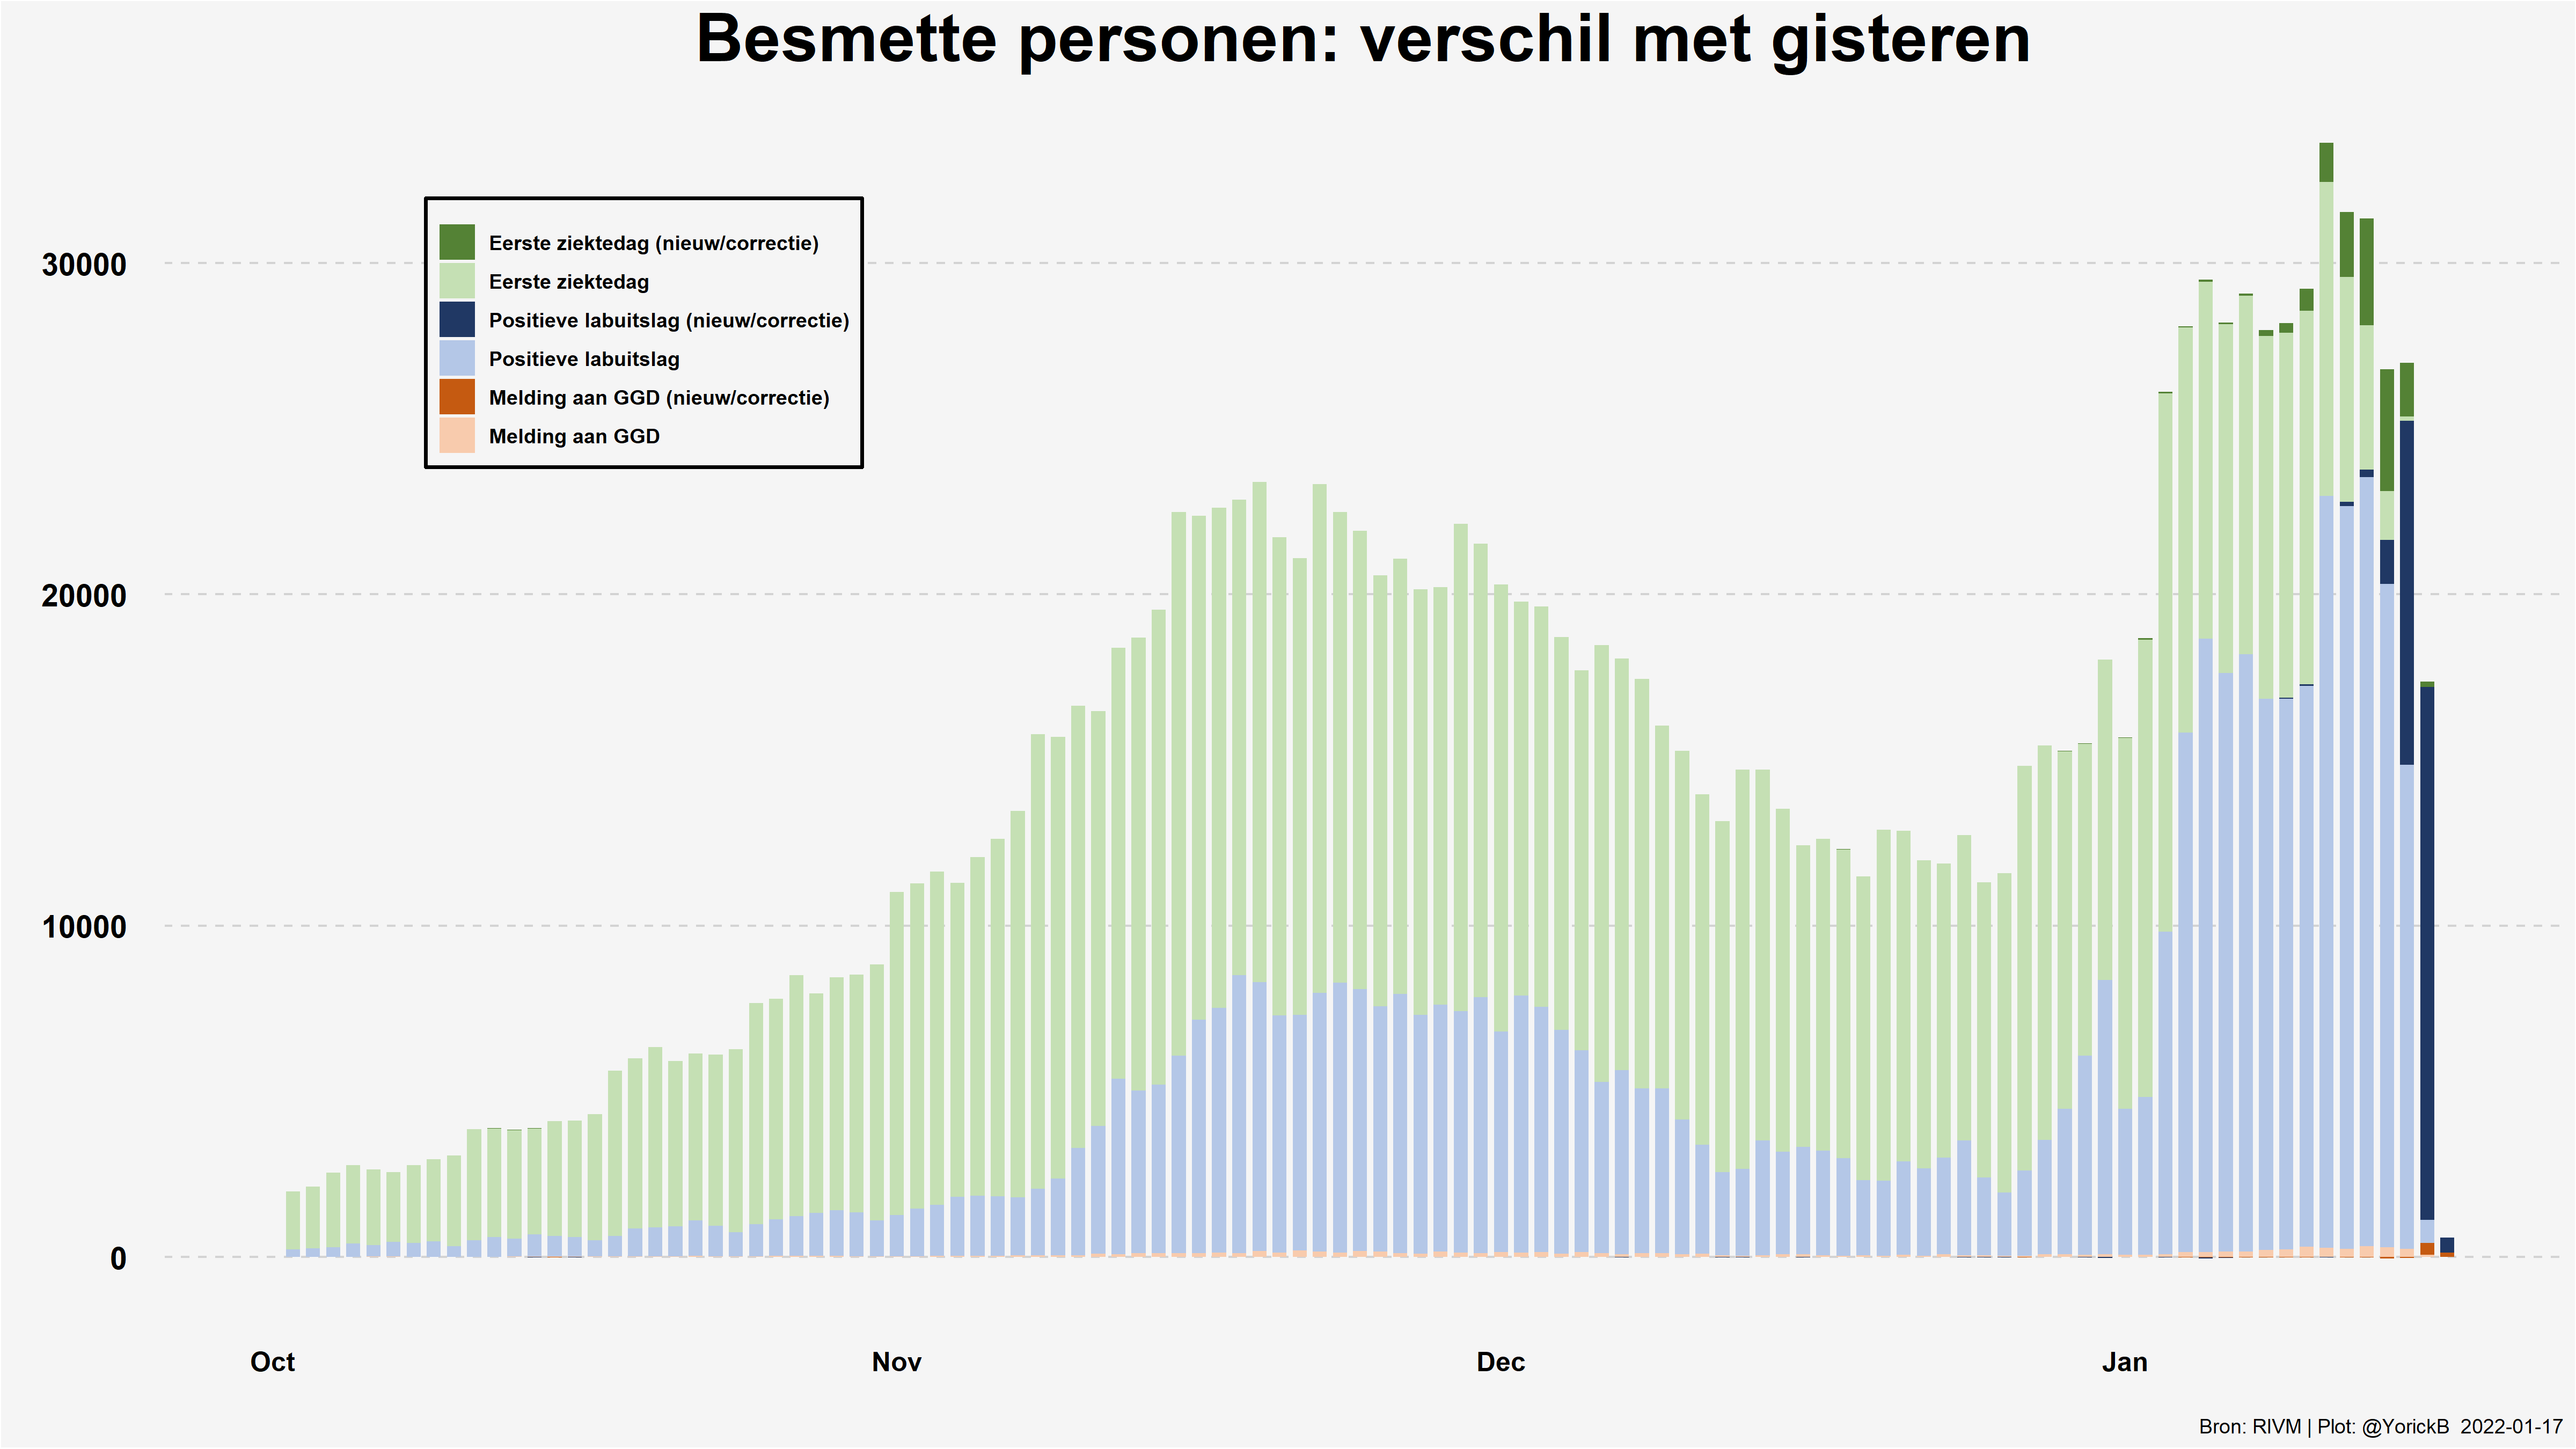 Besmette personen: verschil met gisteren
Eerste ziektedag (nieuw/correctie)
Eerste ziektedag
Positieve labuitslag (nieuw/correctie)
Positieve labuitslag
Melding aan GGD (nieuw/correctie)
Melding aan GGD
30000
20000
10000
0
Oct Nov Dec Jan
Bron: RIVM | Plot: @YorickB 2022-01-17